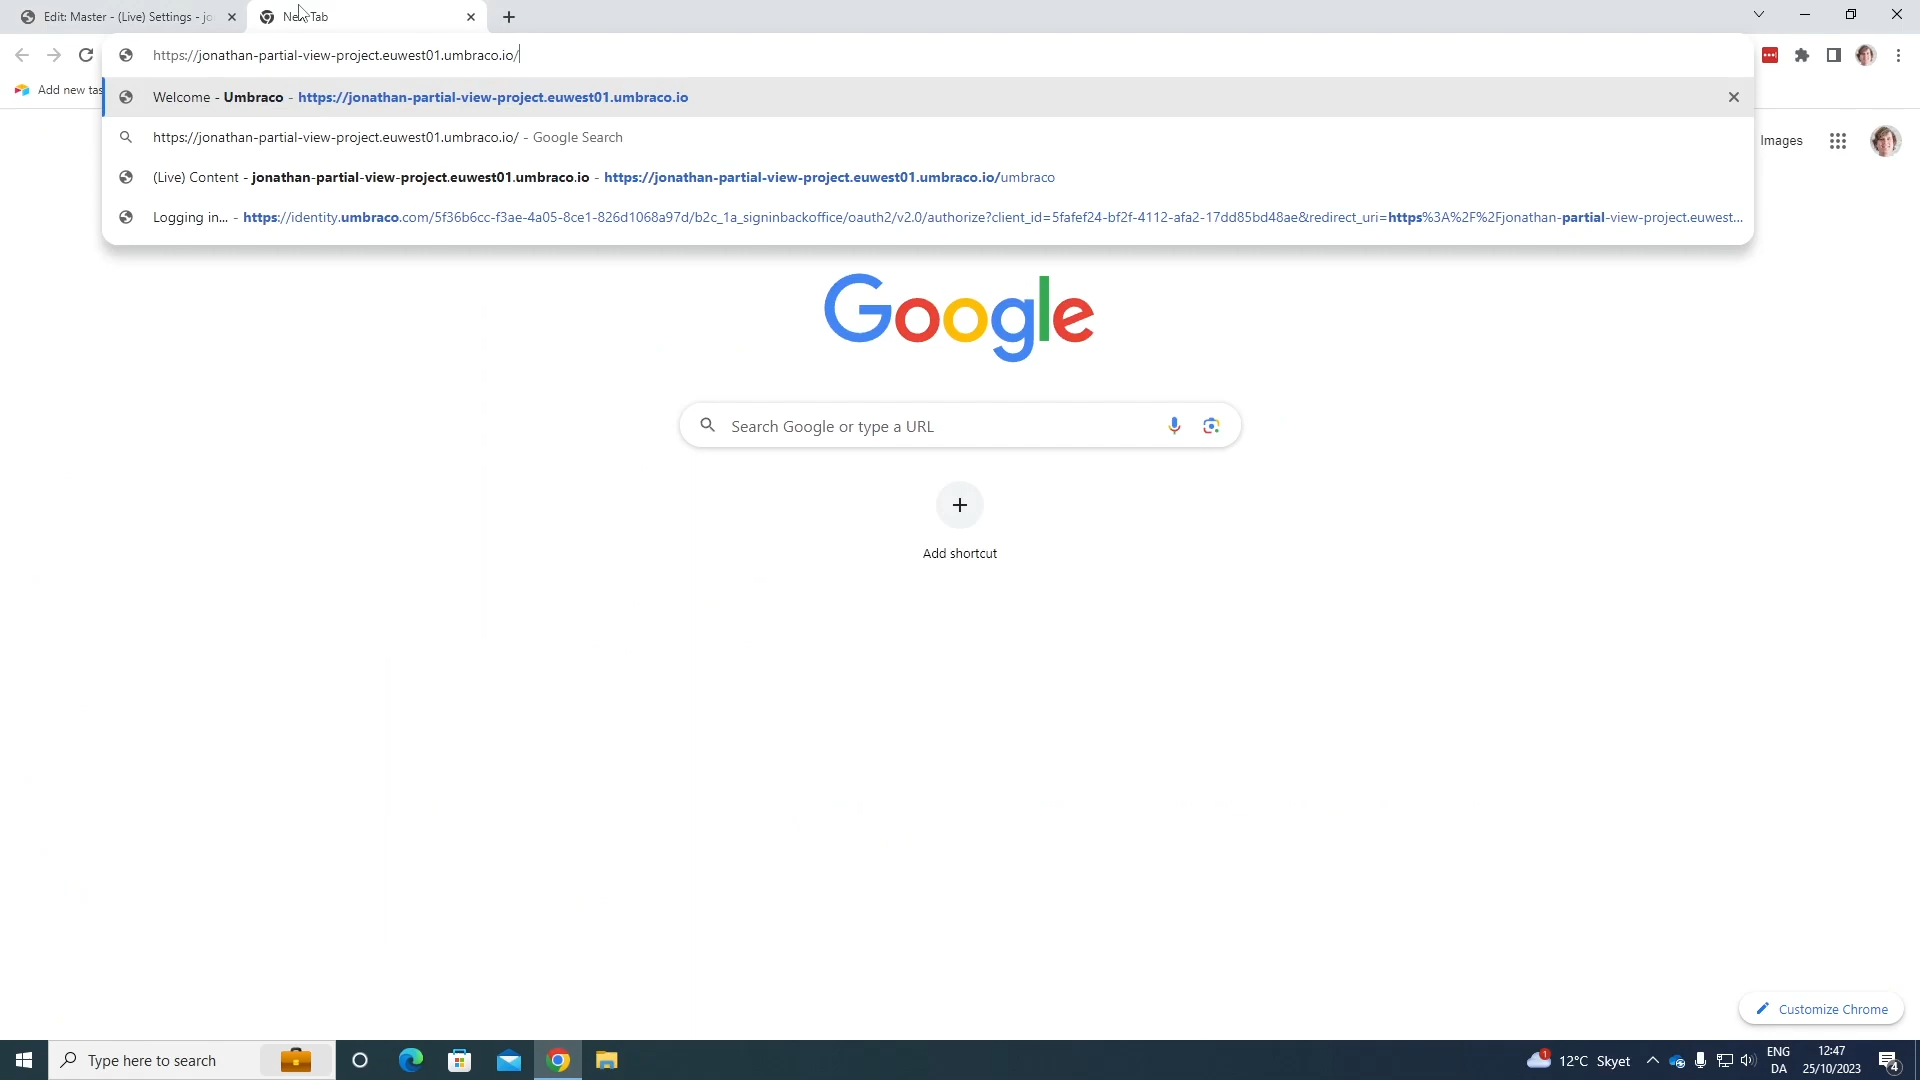 Edit: Master - (Live) Settings - jo
New Tab
https://jonathan-partial-view-project.euwest01.umbraco.io/
Add new tas
Welcome - Umbraco - https://jonathan-partial-view-project.euwest01.umbraco.io
https://jonathan-partial-view-project.euwest01.umbraco.io/ - Google Search
(Live) Content - jonathan-partial-view-project.euwest01.umbraco.io - https://jonathan-partial-view-project.euwest01.umbraco.io/umbraco
Logging in... - https://identity.umbraco.com/5f36b6cc-f3ae-4a05-8ce1-826d1068a97d/b2c_1a_signinbackoffice/oauth2/v2.0/authorize?client_id=5fafef24-bf2f-4112-afa2-17dd85bd48ae&redirect_uri=https%3A%2F%2Fjonathan-partial-view-project.euwest...
Images
Google
Search Google or type a URL
Add shortcut
Customize Chrome
Type here to search
1
12°C Skyet
ENG
DA
12:47
25/10/2023
4